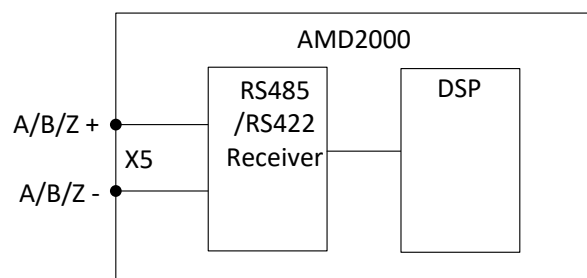 AMD2000
RS485
/RS422
Receiver
DSP
A/B/Z +
X5
A/B/Z -